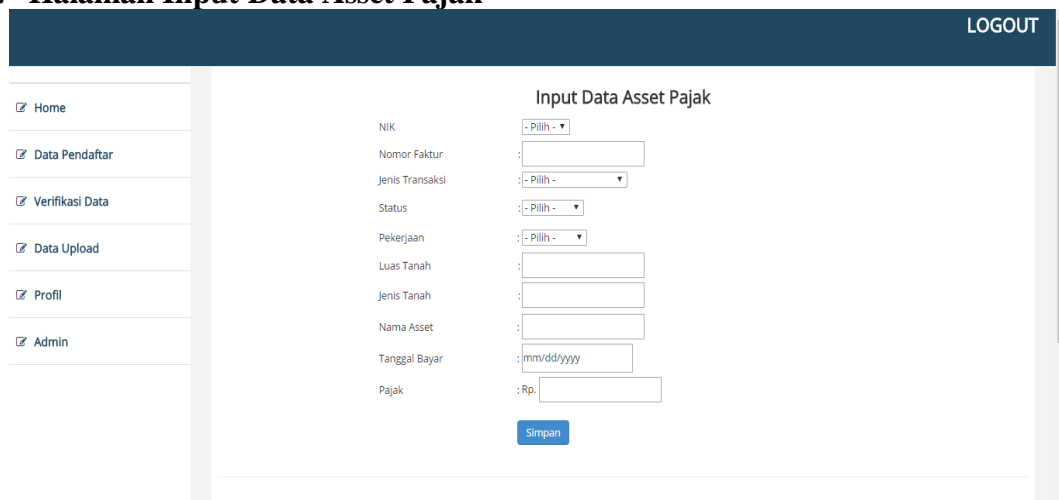 Halaman Input Data Asset Pajak
LOGOUT
Home
Data Pendaftar
Verifikasi Data
Data Upload
Profil
Admin
Input Data Asset Pajak
NIK - Pilih -
Nomor Faktur :
Jenis Transaksi : - Pilih -
Status : - Pilih -
Pekerjaan : - Pilih -
Luas Tanah :
Jenis Tanah :
Nama Asset :
Tanggal Bayar : mm/dd/yyyy
Pajak : Rp.
Simpan